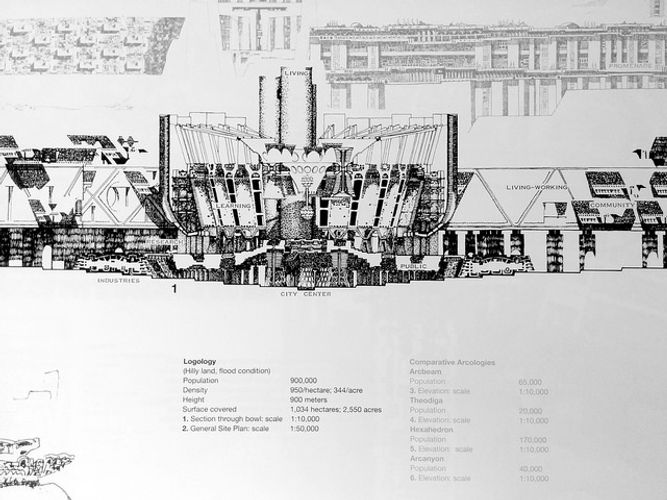 PROMENADE
LIVING
LEARNING
LIVING-WORKING
COMMUNITY
RESEARCH
PUBLIC
INDUSTRIES
1
CITY CENTER
Logology
(Hilly land, flood condition)
Population 900,000
Density 950/hectare; 344/acre
Height 900 meters
Surface covered 1,034 hectares; 2,550 acres
1. Section through bowl: scale 1:10,000
2. General Site Plan: scale 1:50,000
Comparative Arcologies
Arcbeam
Population 65,000
3. Elevation: scale 1:10,000
Theodiga
Population 20,000
4. Elevation: scale 1:10,000
Hexahedron
Population 170,000
5. Elevation: scale 1:10,000
Arcanyon
Population 40,000
6. Elevation: scale 1:10,000